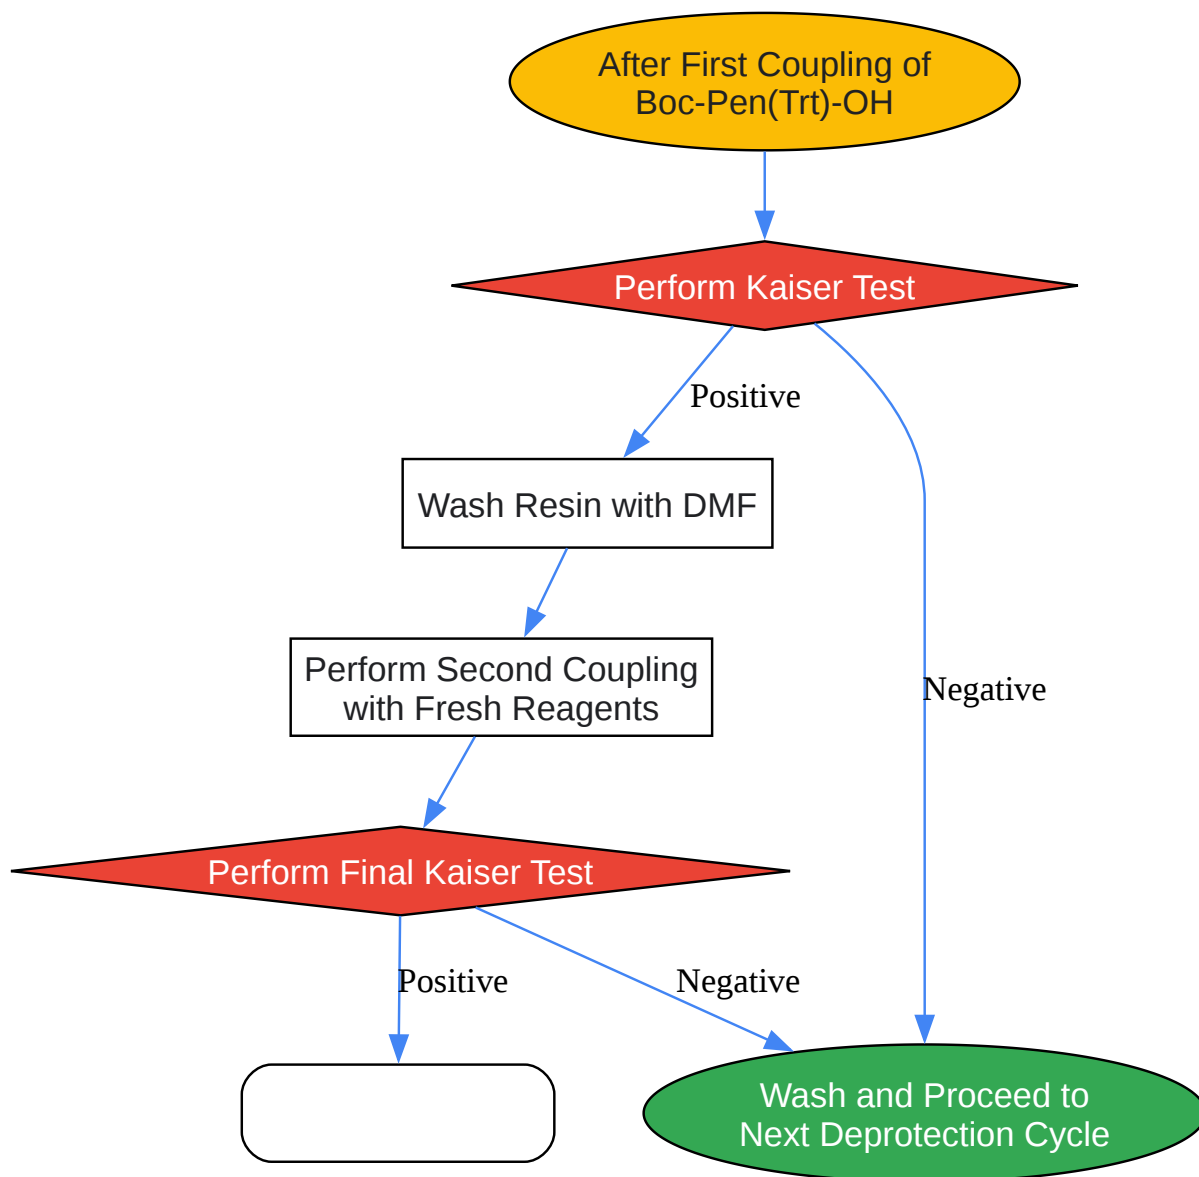 After First Coupling of
Boc-Pen(Trt)-OH
Perform Kaiser Test
Positive
Wash Resin with DMF
Perform Second Coupling
with Fresh Reagents
Negative
Perform Final Kaiser Test
Positive
Negative
Wash and Proceed to
Next Deprotection Cycle